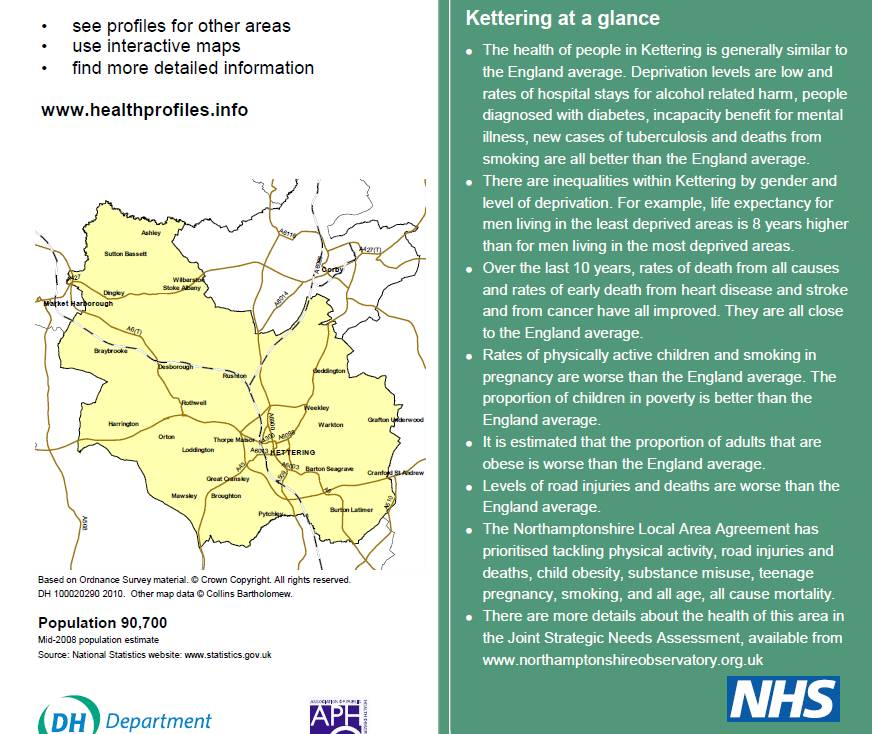 • see profiles for other areas
• use interactive maps
• find more detailed information
www.healthprofiles.info
Ashley
Sutton Bassett
A6116
A427(T)
Corby
Wilbarston
Stoke Albany
Dingley
A6014
Market Harborough
A6(T)
Braybrooke
Desborough
Rushton
Geddington
Rothwell
Weekley
Grafton Underwood
Harrington
Warkton
Orton
Thorpe Malsor
Loddington
KETTERING
A6003
Barton Seagrave
Cranford St Andrew
Great Cransley
Mawsley
Broughton
A510
Burton Latimer
Pytchley
A508
Based on Ordnance Survey material. © Crown Copyright. All rights reserved.
DH 100020290 2010. Other map data © Collins Bartholomew.
Population 90,700
Mid-2008 population estimate
Source: National Statistics website: www.statistics.gov.uk
DH Department
ASSOCIATION OF PUBLIC
APH
Kettering at a glance
• The health of people in Kettering is generally similar to
the England average. Deprivation levels are low and
rates of hospital stays for alcohol related harm, people
diagnosed with diabetes, incapacity benefit for mental
illness, new cases of tuberculosis and deaths from
smoking are all better than the England average.
• There are inequalities within Kettering by gender and
level of deprivation. For example, life expectancy for
men living in the least deprived areas is 8 years higher
than for men living in the most deprived areas.
• Over the last 10 years, rates of death from all causes
and rates of early death from heart disease and stroke
and from cancer have all improved. They are all close
to the England average.
• Rates of physically active children and smoking in
pregnancy are worse than the England average. The
proportion of children in poverty is better than the
England average.
• It is estimated that the proportion of adults that are
obese is worse than the England average.
• Levels of road injuries and deaths are worse than the
England average.
• The Northamptonshire Local Area Agreement has
prioritised tackling physical activity, road injuries and
deaths, child obesity, substance misuse, teenage
pregnancy, smoking, and all age, all cause mortality.
• There are more details about the health of this area in
the Joint Strategic Needs Assessment, available from
www.northamptonshireobservatory.org.uk
NHS